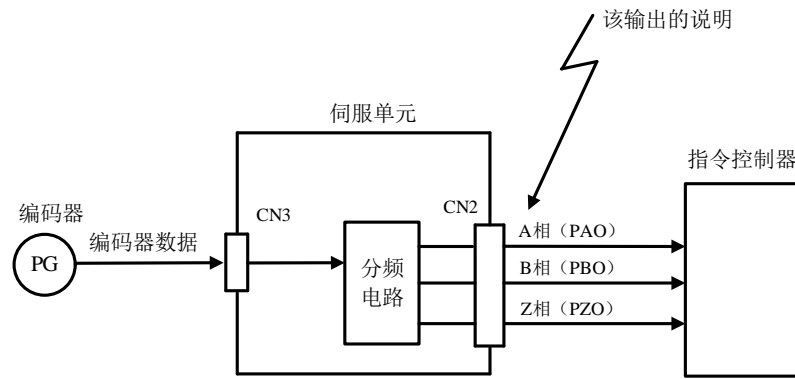 该输出的说明
伺服单元
指令控制器
编码器
CN3
CN2
编码器数据
A相（PAO）
PG
分频
电路
B相（PBO）
Z相（PZO）